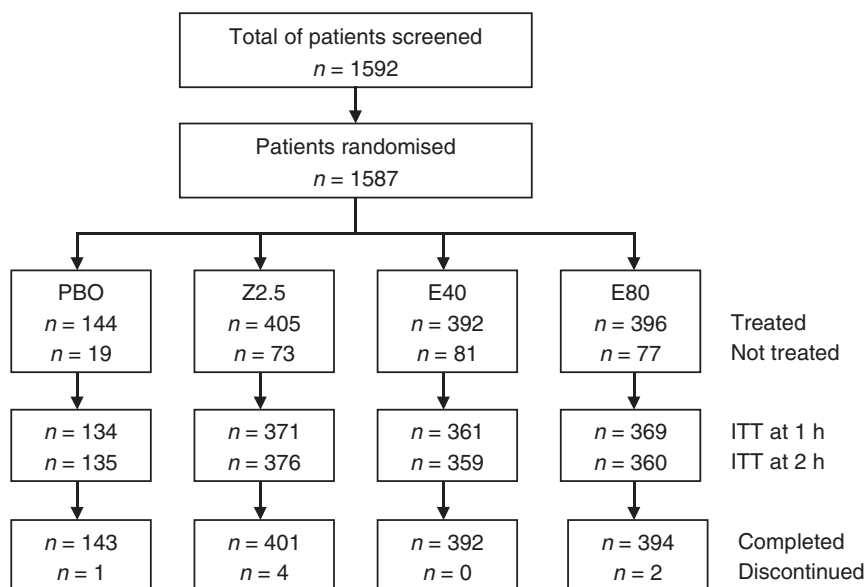 Total of patients screened
n = 1592
Patients randomised
n = 1587
PBO Z2.5 E40 E80
n = 144 n = 405 n = 392 n = 396 Treated
n = 19 n = 73 n = 81 n = 77 Not treated
n = 134 n = 371 n = 361 n = 369 ITT at 1 h
n = 135 n = 376 n = 359 n = 360 ITT at 2 h
n = 143 n = 401 n = 392 n = 394 Completed
n = 1 n = 4 n = 0 n = 2 Discontinued